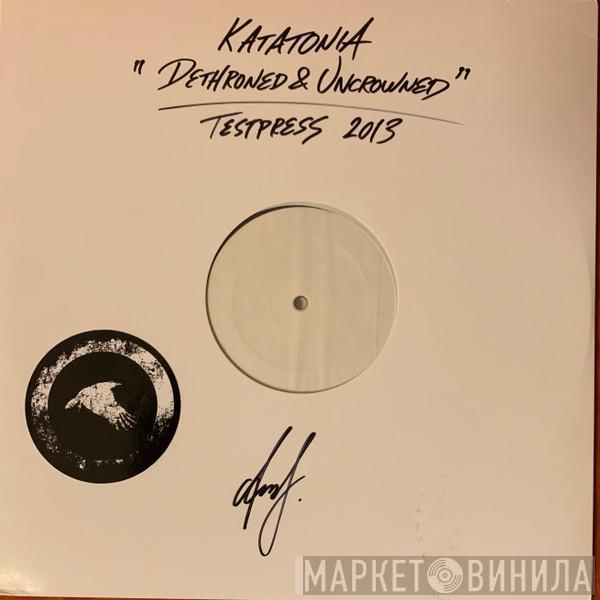 KATATONIA
"DETHRONED & UNCROWNED"
TESTPRESS 2013
МАРКЕТ ВИНИЛА